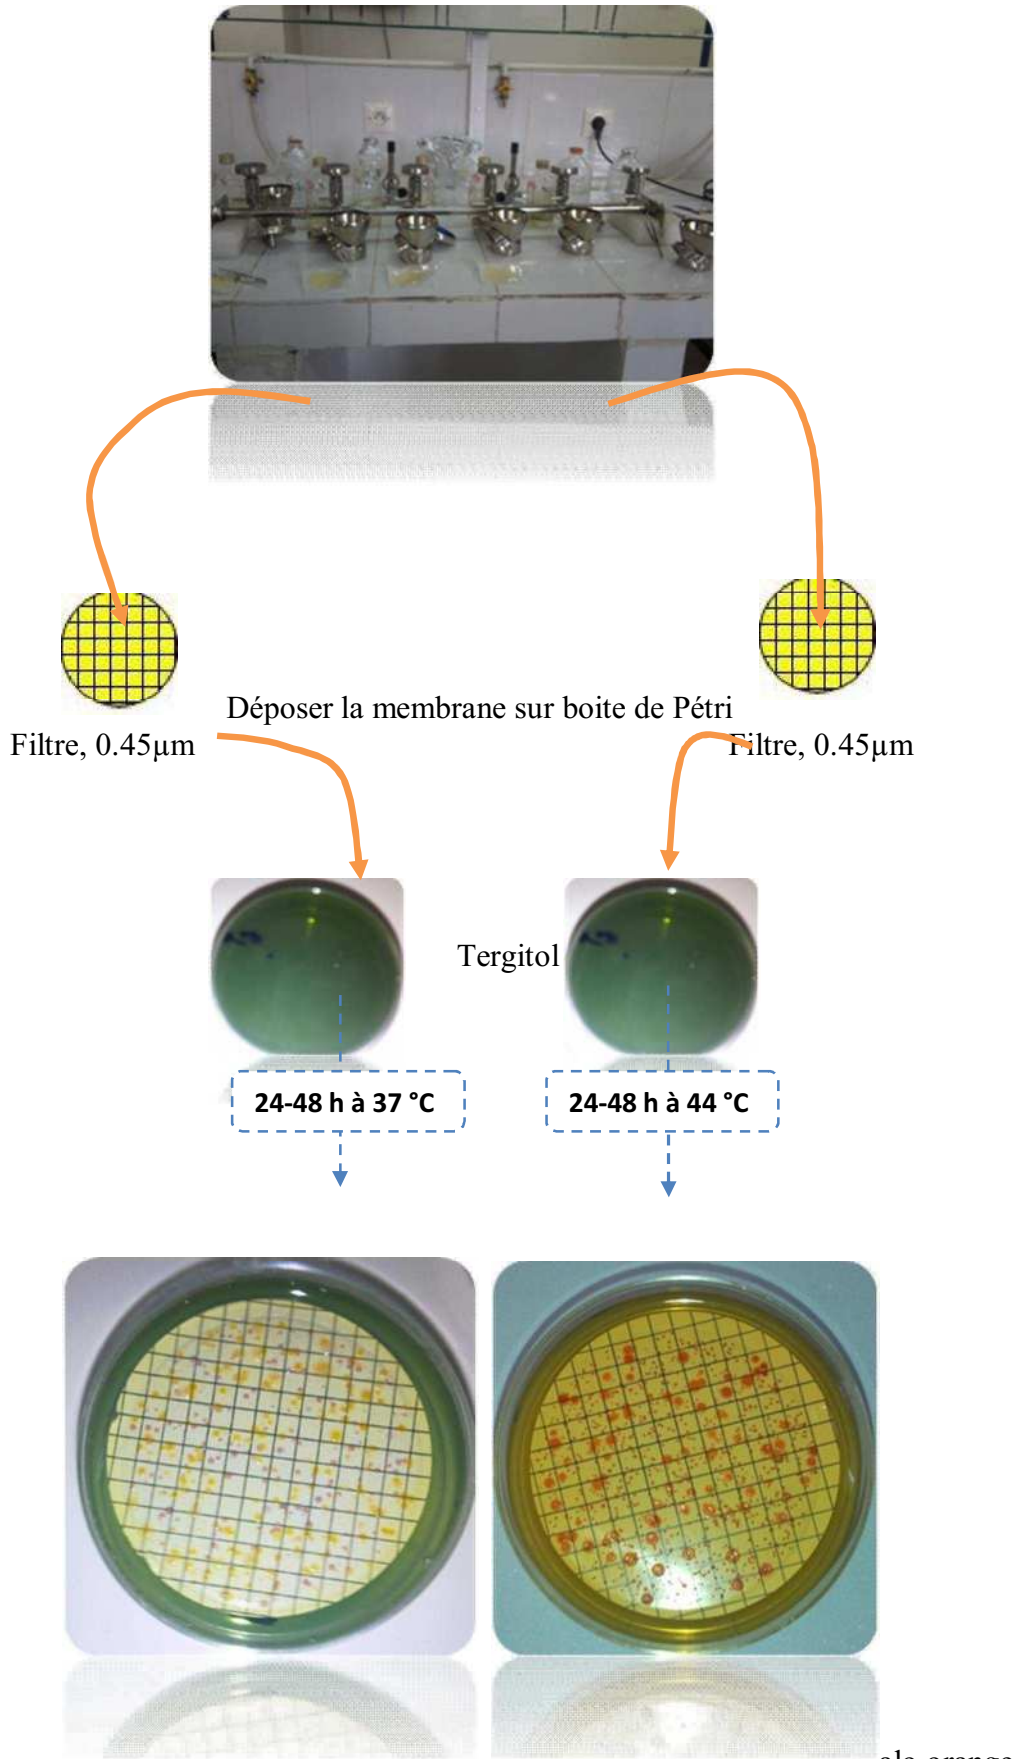 Déposer la membrane sur boite de Pétri
Filtre, 0.45µm
Filtre, 0.45µm
Tergitol
24-48 h à 37 °C
24-48 h à 44 °C